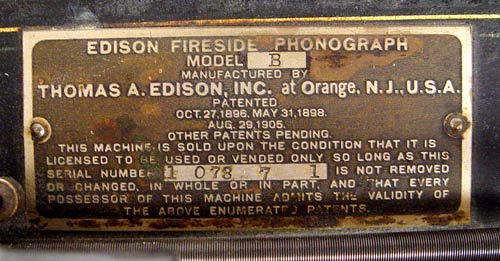 EDISON FIRESIDE PHONOGRAPH
MODEL B
MANUFACTURED BY
THOMAS A. EDISON, INC. at Orange, N.J., U.S.A.
PATENTED
OCT. 27, 1896. MAY 31, 1898.
AUG. 29, 1905.
OTHER PATENTS PENDING.
THIS MACHINE IS SOLD UPON THE CONDITION THAT IT IS
LICENSED TO BE USED OR VENDED ONLY SO LONG AS THIS
SERIAL NUMBER 1 073 7 1 IS NOT REMOVED
OR CHANGED, IN WHOLE OR IN PART, AND THAT EVERY
POSSESSOR OF THIS MACHINE ADMITS THE VALIDITY OF
THE ABOVE ENUMERATED PATENTS.